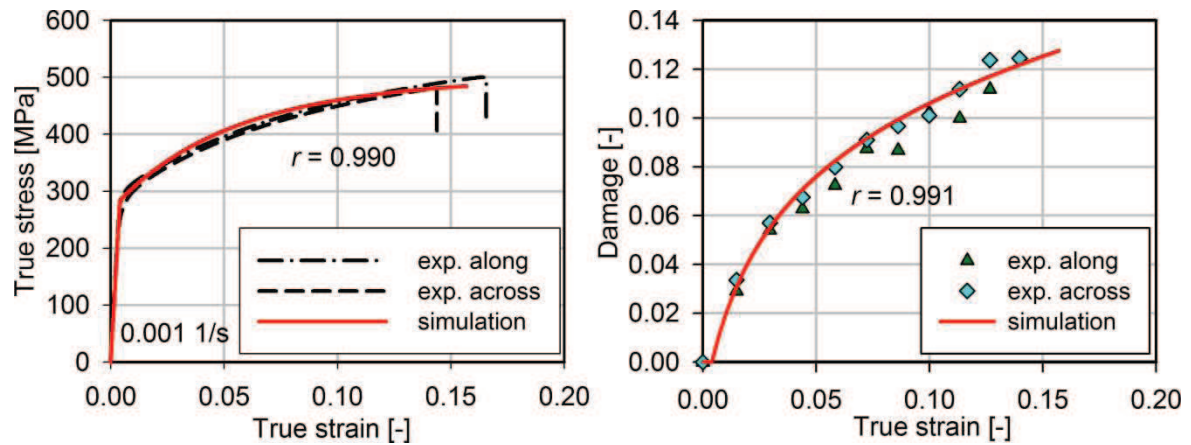 True stress [MPa]
600
500
400
300
200
100
0
r = 0.990
exp. along
exp. across
simulation
0.001 1/s
0.00 0.05 0.10 0.15 0.20
True strain [-]
Damage [-]
0.14
0.12
0.10
0.08
0.06
0.04
0.02
0.00
r = 0.991
exp. along
exp. across
simulation
0.00 0.05 0.10 0.15 0.20
True strain [-]